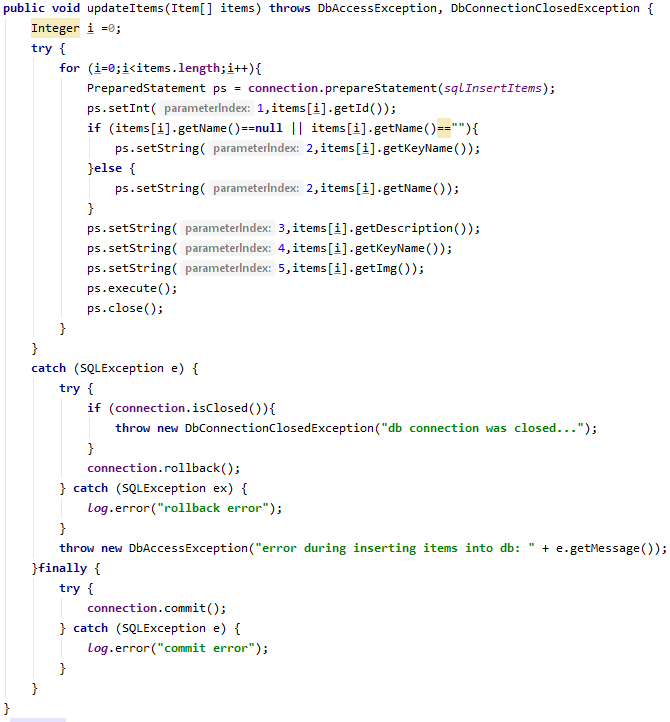 public void updateItems(Item[] items) throws DbAccessException, DbConnectionClosedException {
    Integer i =0;
    try {
        for (i=0;i<items.length;i++){
            PreparedStatement ps = connection.prepareStatement(sqlInsertItems);
            ps.setInt( parameterIndex: 1,items[i].getId());
            if (items[i].getName()==null || items[i].getName()==""){
                ps.setString( parameterIndex: 2,items[i].getKeyName());
            }else {
                ps.setString( parameterIndex: 2,items[i].getName());
            }
            ps.setString( parameterIndex: 3,items[i].getDescription());
            ps.setString( parameterIndex: 4,items[i].getKeyName());
            ps.setString( parameterIndex: 5,items[i].getImg());
            ps.execute();
            ps.close();
        }
    }
    catch (SQLException e) {
        try {
            if (connection.isClosed()){
                throw new DbConnectionClosedException("db connection was closed...");
            }
            connection.rollback();
        } catch (SQLException ex) {
            log.error("rollback error");
        }
        throw new DbAccessException("error during inserting items into db: " + e.getMessage());
    }finally {
        try {
            connection.commit();
        } catch (SQLException e) {
            log.error("commit error");
        }
    }
}